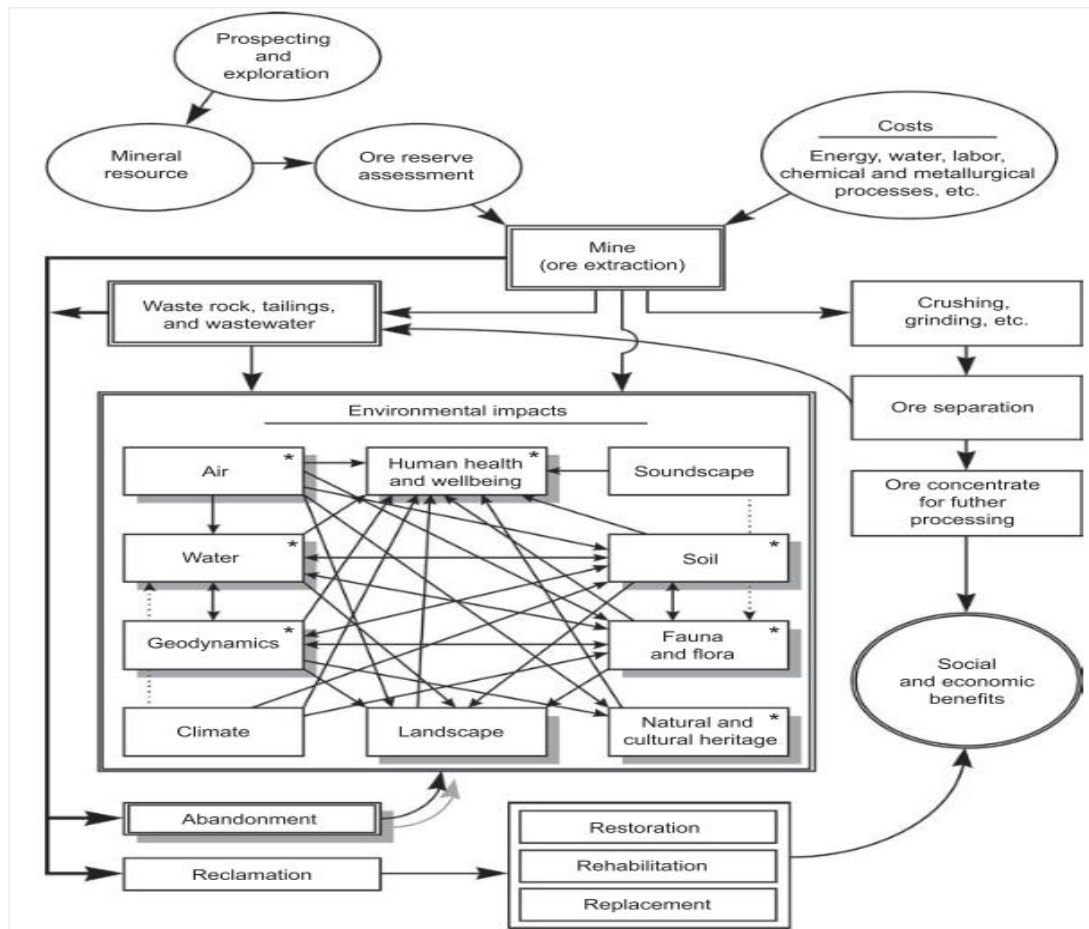 Prospecting
and
exploration
Mineral
resource
Ore reserve
assessment
Costs
Energy, water, labor,
chemical and metallurgical
processes, etc.
Mine
(ore extraction)
Waste rock, tailings,
and wastewater
Crushing,
grinding, etc.
Ore separation
Ore concentrate
for futher
processing
Social
and economic
benefits
Environmental impacts
Air *
Human health *
and wellbeing
Soundscape
Water *
Soil *
Geodynamics *
Fauna *
and flora
Climate
Landscape
Natural and *
cultural heritage
Abandonment
Reclamation
Restoration
Rehabilitation
Replacement